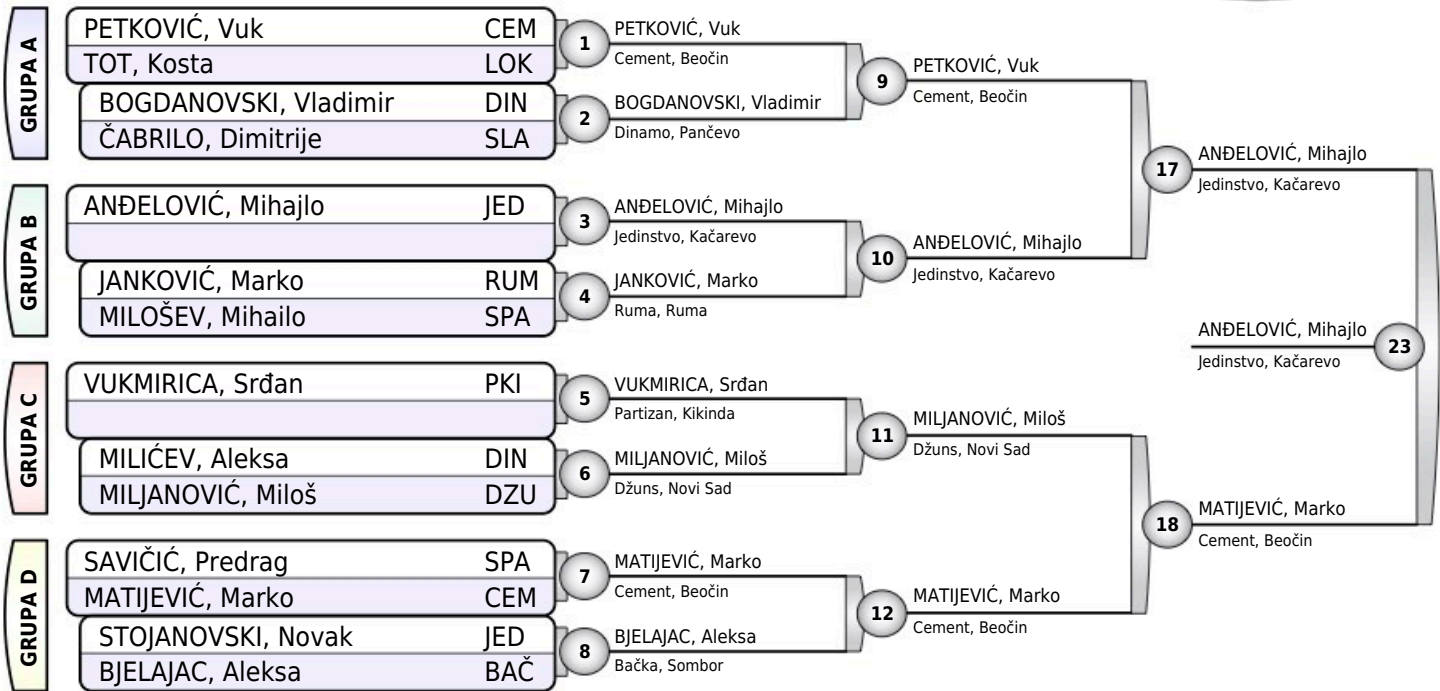 GRUPA A
PETKOVIĆ, Vuk CEM
TOT, Kosta LOK
BOGDANOVSKI, Vladimir DIN
ČABRILO, Dimitrije SLA
GRUPA B
ANĐELOVIĆ, Mihajlo JED
JANKOVIĆ, Marko RUM
MILOŠEV, Mihailo SPA
GRUPA C
VUKMIRICA, Srđan PKI
MILIĆEV, Aleksa DIN
MILJANOVIĆ, Miloš DZU
GRUPA D
SAVIČIĆ, Predrag SPA
MATIJEVIĆ, Marko CEM
STOJANOVSKI, Novak JED
BJELAJAC, Aleksa BAČ
1
PETKOVIĆ, Vuk
Cement, Beočin
2
BOGDANOVSKI, Vladimir
Dinamo, Pančevo
3
ANĐELOVIĆ, Mihajlo
Jedinstvo, Kačarevo
4
JANKOVIĆ, Marko
Ruma, Ruma
5
VUKMIRICA, Srđan
Partizan, Kikinda
6
MILJANOVIĆ, Miloš
Džuns, Novi Sad
7
MATIJEVIĆ, Marko
Cement, Beočin
8
BJELAJAC, Aleksa
Bačka, Sombor
9
PETKOVIĆ, Vuk
Cement, Beočin
10
ANĐELOVIĆ, Mihajlo
Jedinstvo, Kačarevo
11
MILJANOVIĆ, Miloš
Džuns, Novi Sad
12
MATIJEVIĆ, Marko
Cement, Beočin
17
ANĐELOVIĆ, Mihajlo
Jedinstvo, Kačarevo
18
MATIJEVIĆ, Marko
Cement, Beočin
ANĐELOVIĆ, Mihajlo
23
Jedinstvo, Kačarevo